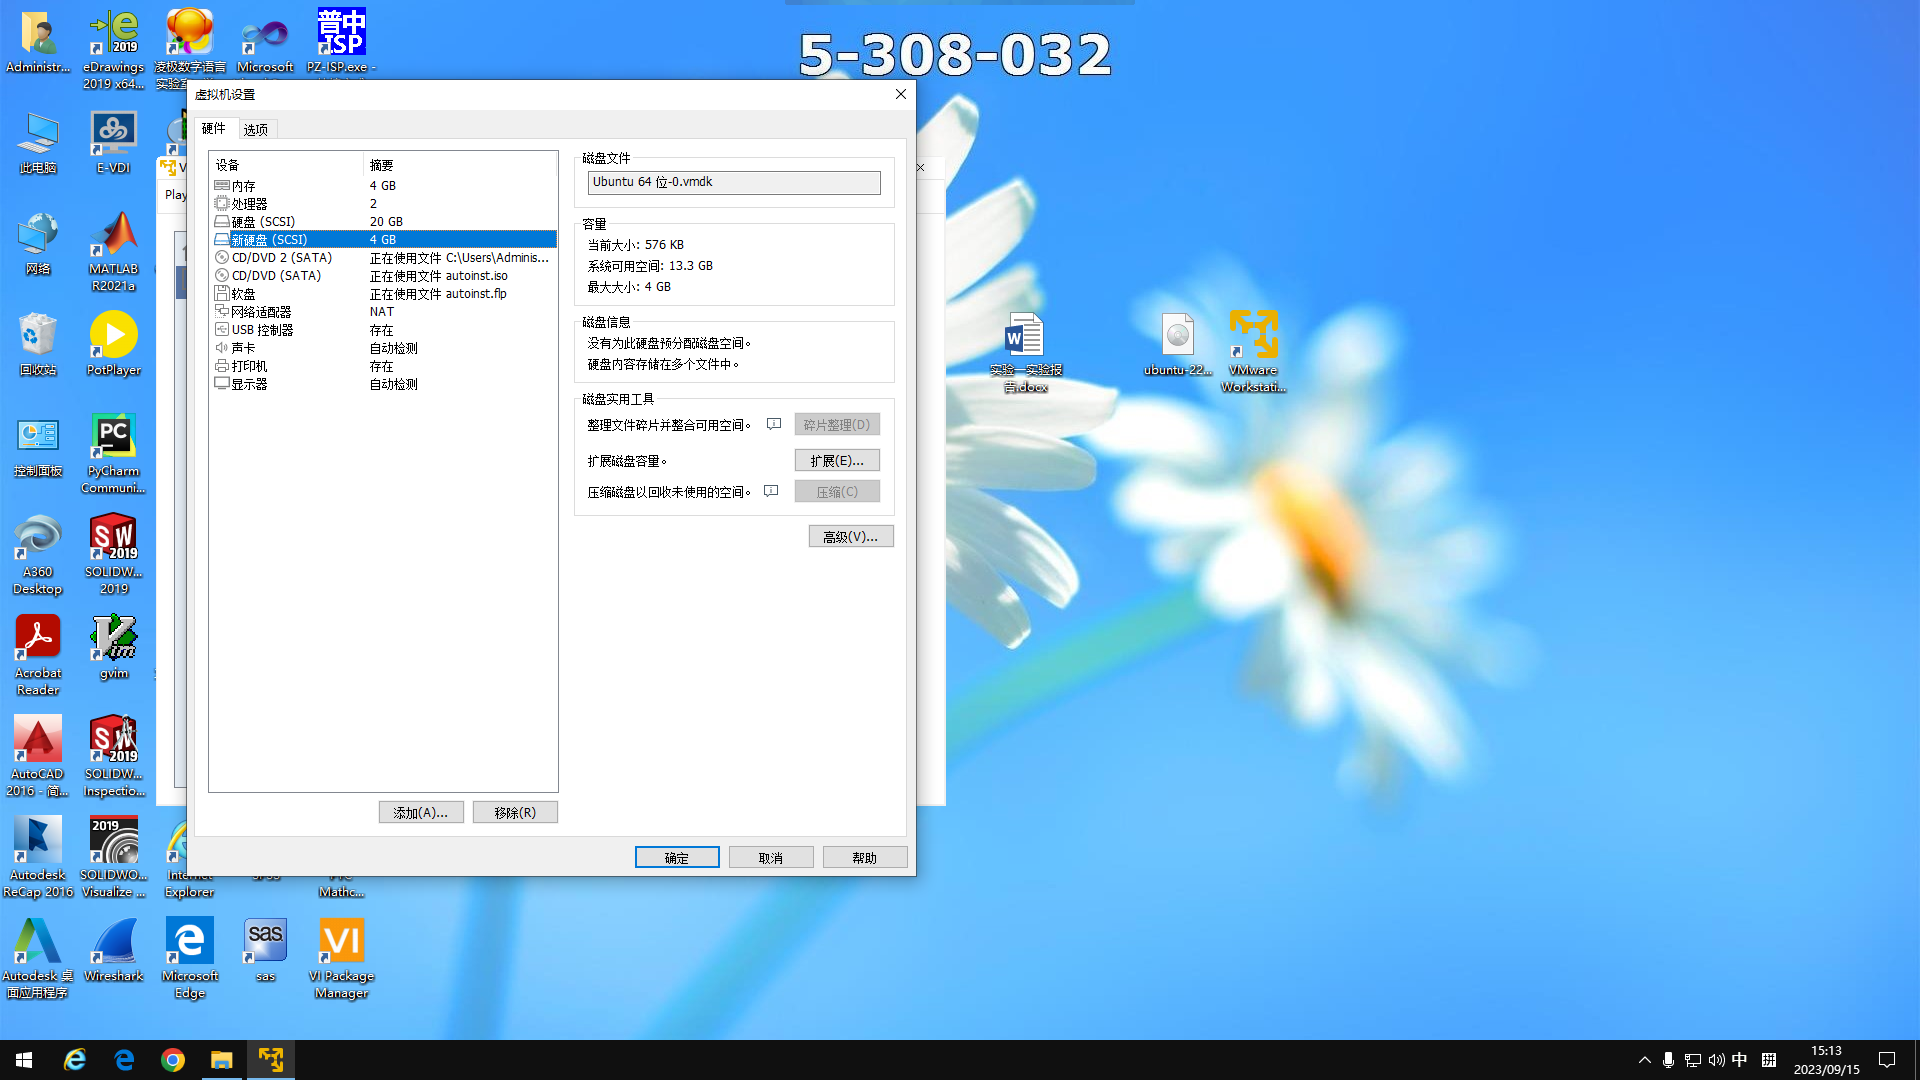 5-308-032
Administr...
eDrawings
2019 x64...
凌极数字语言
Microsoft
普中
ISP
PZ-ISP.exe -
此电脑
E-VDI
网络
MATLAB
R2021a
回收站
PotPlayer
控制面板
PyCharm
Communi...
A360
Desktop
SOLIDW...
2019
Acrobat
Reader
gvim
AutoCAD
2016 - 简...
SOLIDW...
Inspectio...
Autodesk
ReCap 2016
SOLIDWO...
Visualize ...
Internet
Explorer
Mathc...
Autodesk 桌
面应用程序
Wireshark
Microsoft
Edge
sas
VI Package
Manager
Play
虚拟机设置
硬件
选项
设备 摘要
内存 4 GB
处理器 2
硬盘 (SCSI) 20 GB
新硬盘 (SCSI) 4 GB
CD/DVD 2 (SATA) 正在使用文件 C:\Users\Adminis...
CD/DVD (SATA) 正在使用文件 autoinst.iso
软盘 正在使用文件 autoinst.flp
网络适配器 NAT
USB 控制器 存在
声卡 自动检测
打印机 存在
显示器 自动检测
添加(A)...
移除(R)
磁盘文件
Ubuntu 64 位-0.vmdk
容量
当前大小: 576 KB
系统可用空间: 13.3 GB
最大大小: 4 GB
磁盘信息
没有为此硬盘预分配磁盘空间。
硬盘内容存储在多个文件中。
磁盘实用工具
整理文件碎片并整合可用空间。 碎片整理(D)
扩展磁盘容量。 扩展(E)...
压缩磁盘以回收未使用的空间。 压缩(C)
高级(V)...
确定
取消
帮助
实验一实验报
告.docx
ubuntu-22...
VMware
Workstati...
中
拼
15:13
2023/09/15